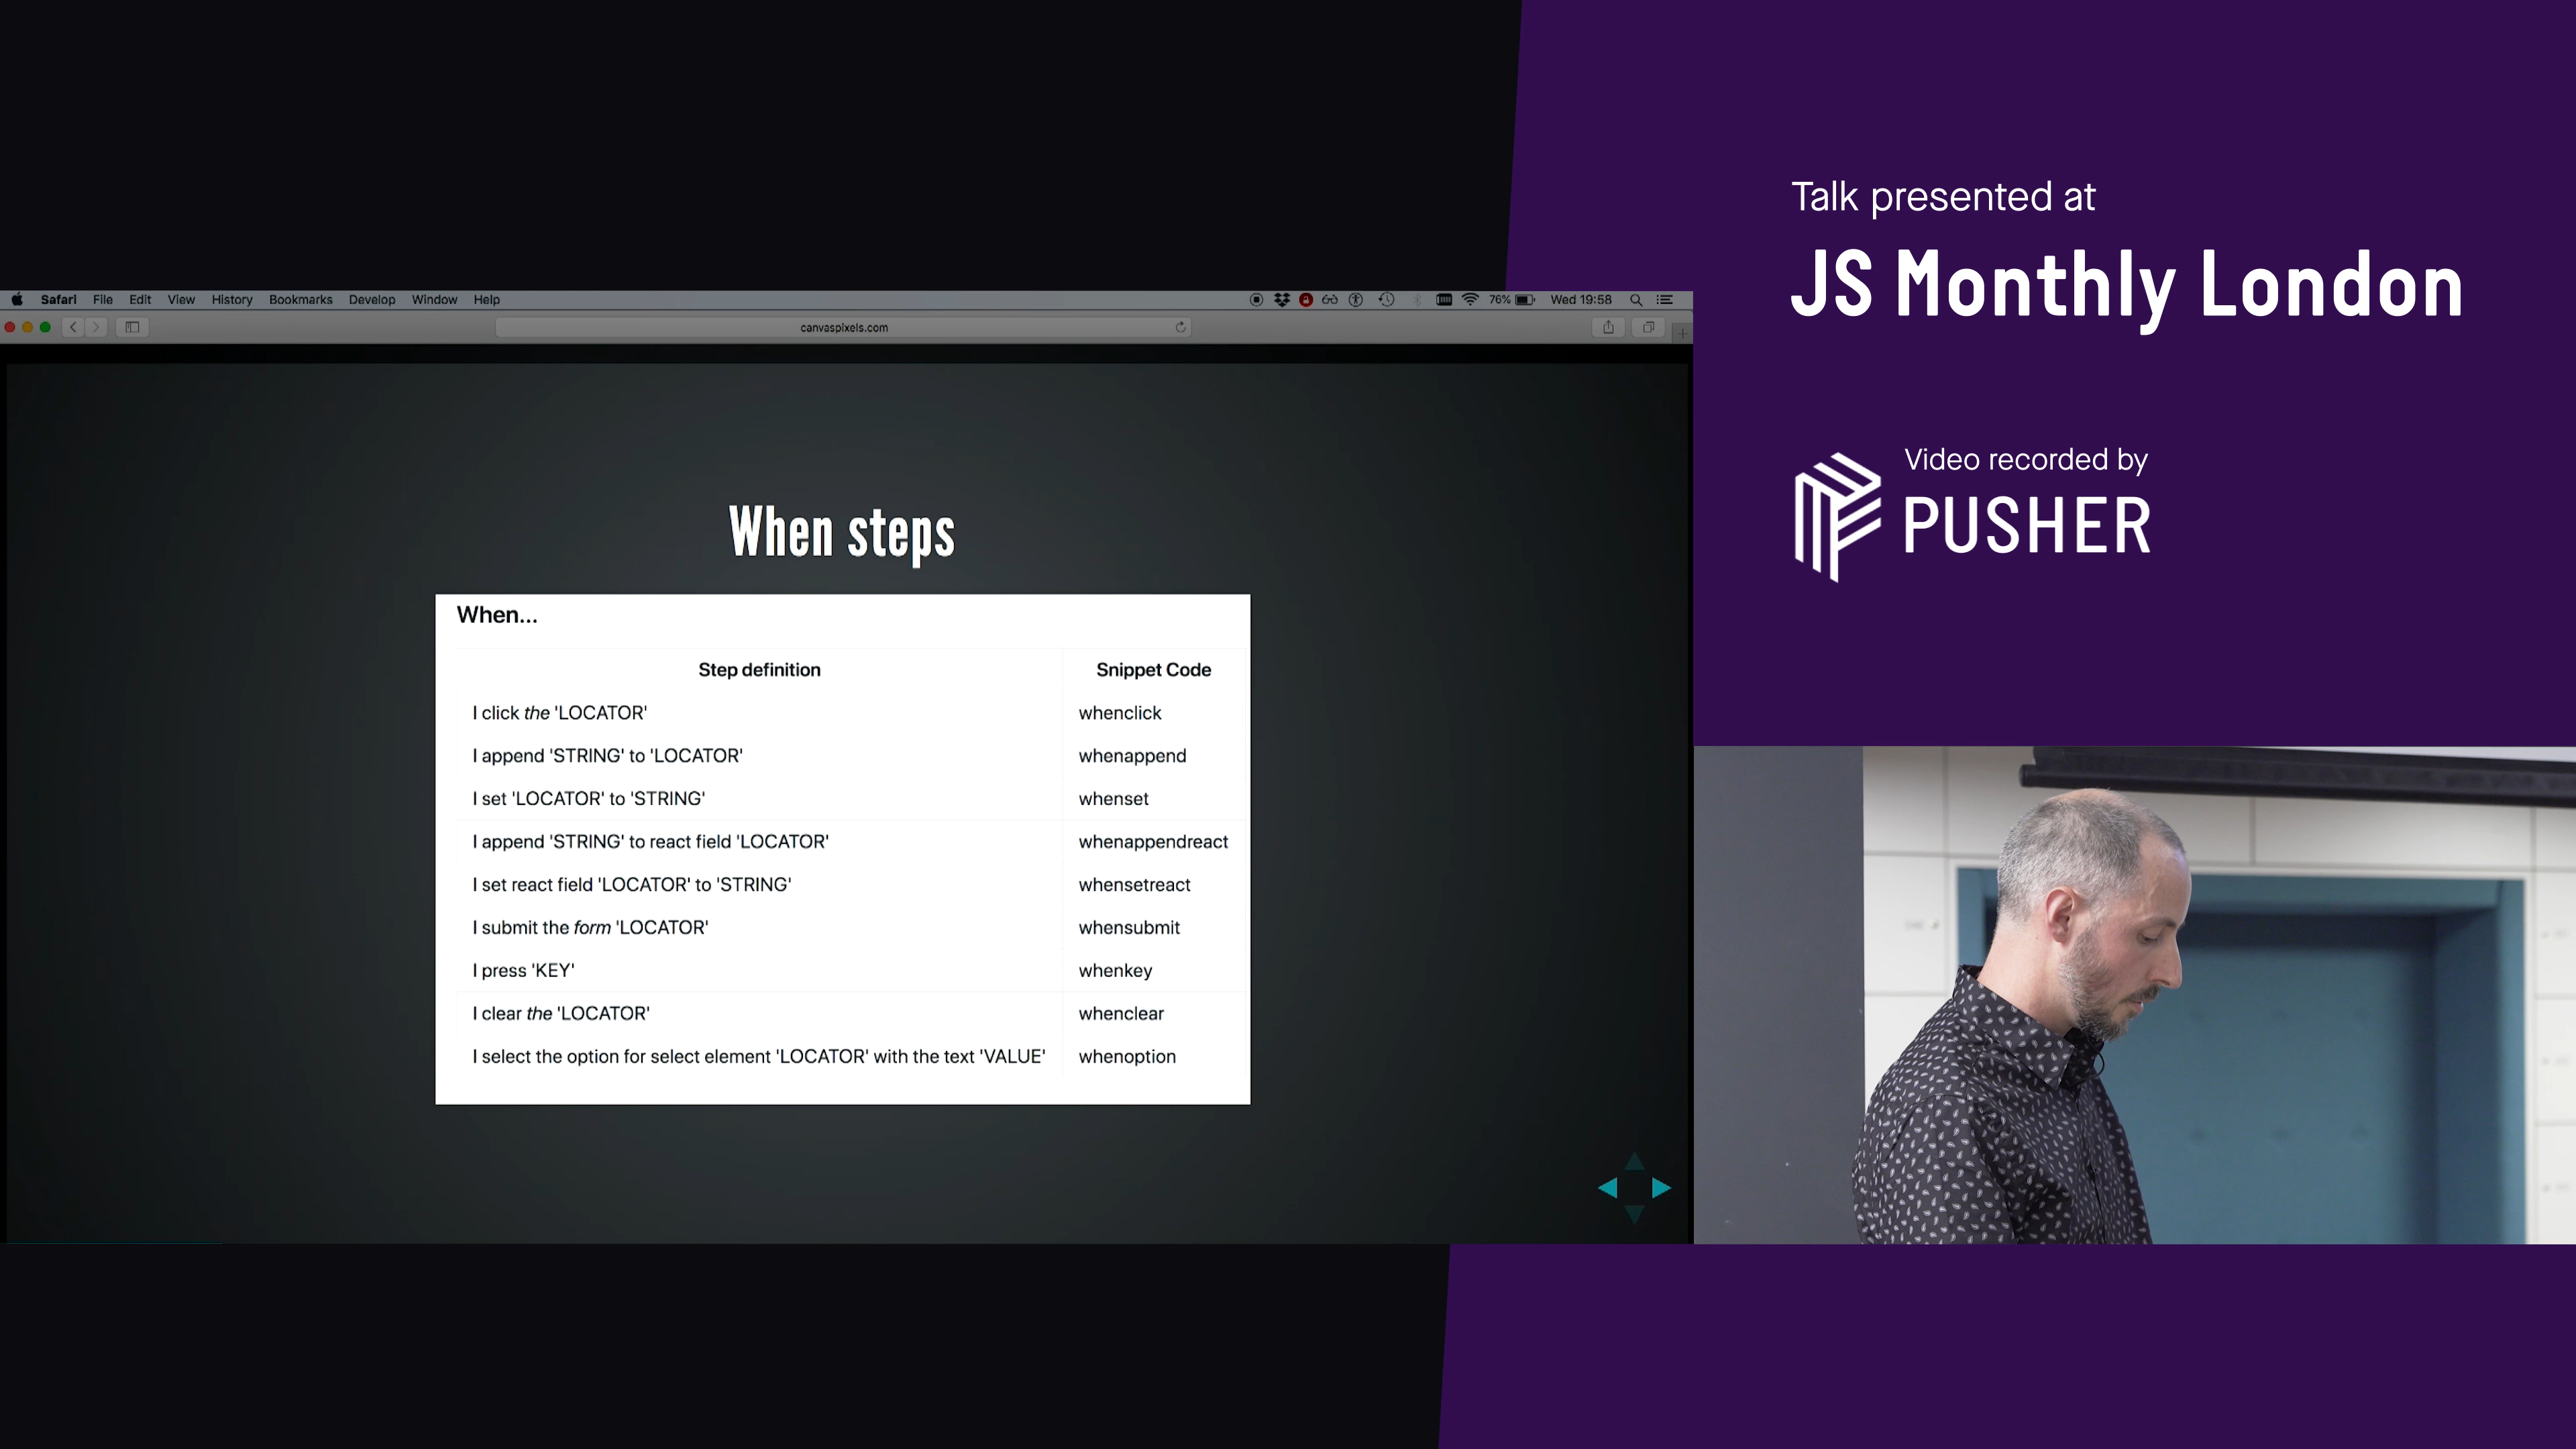 Safari File Edit View History Bookmarks Develop Window Help 76% Wed 19:58
canvaspixels.com
When steps
When...
Step definition Snippet Code
I click the 'LOCATOR' whenclick
I append 'STRING' to 'LOCATOR' whenappend
I set 'LOCATOR' to 'STRING' whenset
I append 'STRING' to react field 'LOCATOR' whenappendreact
I set react field 'LOCATOR' to 'STRING' whensetreact
I submit the form 'LOCATOR' whensubmit
I press 'KEY' whenkey
I clear the 'LOCATOR' whenclear
I select the option for select element 'LOCATOR' with the text 'VALUE' whenoption
Talk presented at
JS Monthly London
Video recorded by
PUSHER